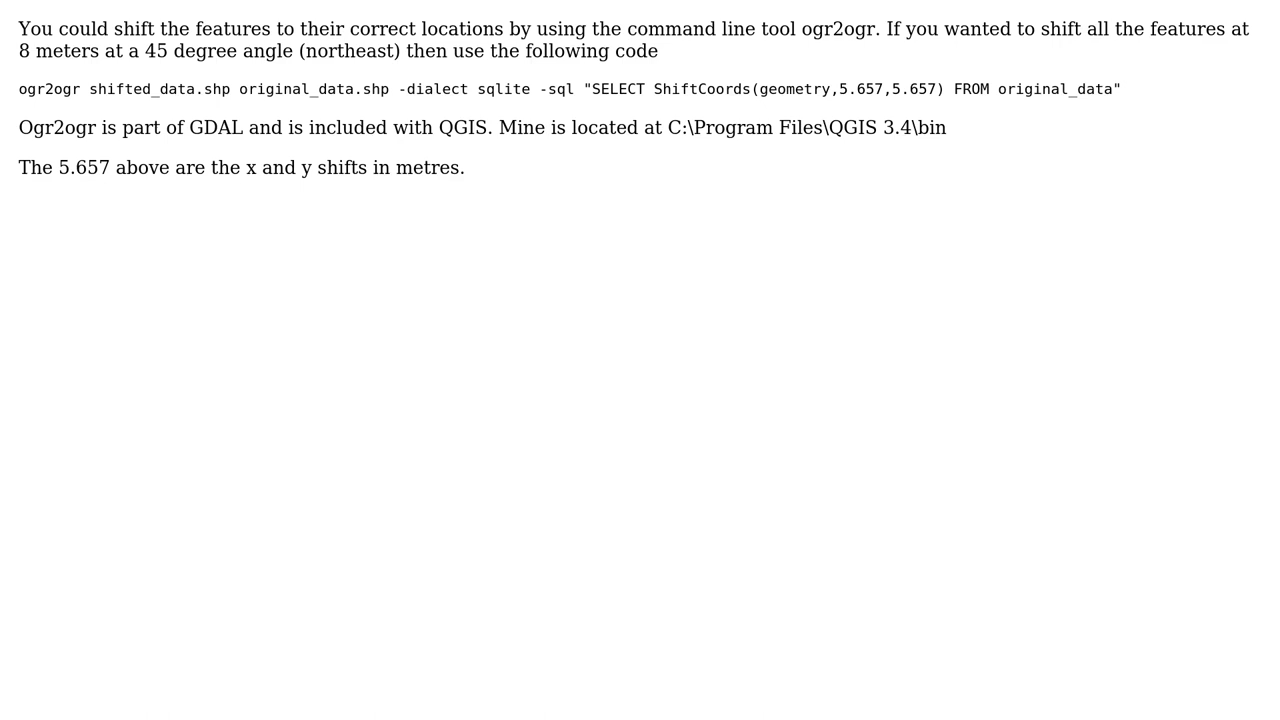 You could shift the features to their correct locations by using the command line tool ogr2ogr. If you wanted to shift all the features at
8 meters at a 45 degree angle (northeast) then use the following code
ogr2ogr shifted_data.shp original_data.shp -dialect sqlite -sql "SELECT ShiftCoords(geometry,5.657,5.657) FROM original_data"
Ogr2ogr is part of GDAL and is included with QGIS. Mine is located at C:\Program Files\QGIS 3.4\bin
The 5.657 above are the x and y shifts in metres.